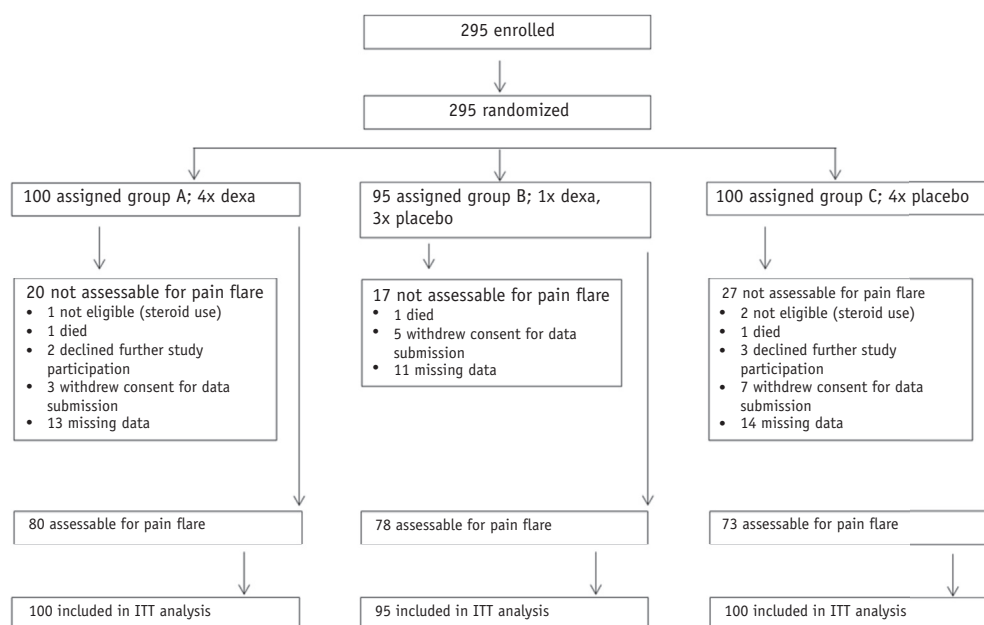 295 enrolled
295 randomized
100 assigned group A; 4x dexa
95 assigned group B; 1x dexa,
3x placebo
100 assigned group C; 4x placebo
20 not assessable for pain flare
• 1 not eligible (steroid use)
• 1 died
• 2 declined further study
participation
• 3 withdrew consent for data
submission
• 13 missing data
17 not assessable for pain flare
• 1 died
• 5 withdrew consent for data
submission
• 11 missing data
27 not assessable for pain flare
• 2 not eligible (steroid use)
• 1 died
• 3 declined further study
participation
• 7 withdrew consent for data
submission
• 14 missing data
80 assessable for pain flare
78 assessable for pain flare
73 assessable for pain flare
100 included in ITT analysis
95 included in ITT analysis
100 included in ITT analysis